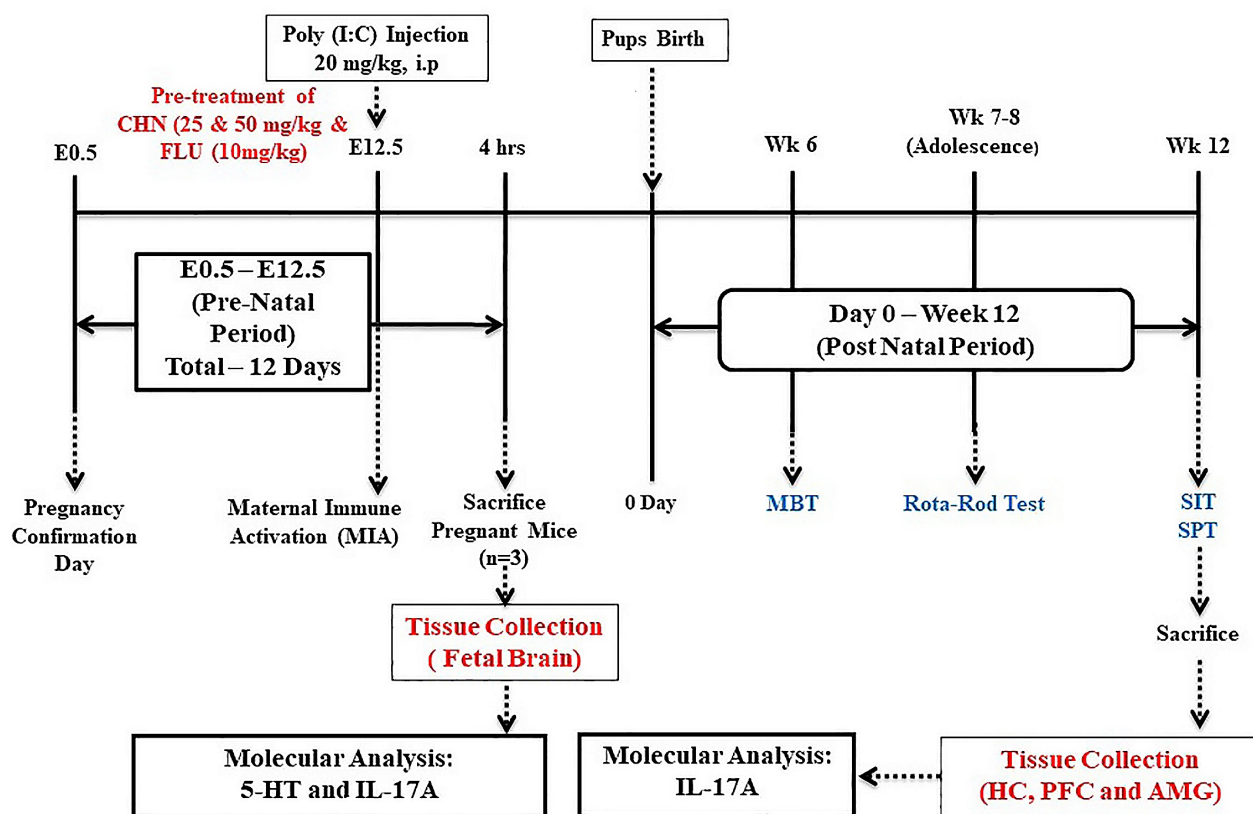 Poly (I:C) Injection
20 mg/kg, i.p
Pups Birth
Pre-treatment of
CHN (25 & 50 mg/kg &
FLU (10mg/kg)
E0.5
E12.5
4 hrs
Wk 6
Wk 7-8
(Adolescence)
Wk 12
E0.5 – E12.5
(Pre-Natal
Period)
Total – 12 Days
Day 0 – Week 12
(Post Natal Period)
Pregnancy
Confirmation
Day
Maternal Immune
Activation (MIA)
Sacrifice
Pregnant Mice
(n=3)
0 Day
MBT
Rota-Rod Test
SIT
SPT
Tissue Collection
( Fetal Brain)
Sacrifice
Molecular Analysis:
5-HT and IL-17A
Molecular Analysis:
IL-17A
Tissue Collection
(HC, PFC and AMG)